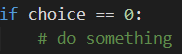 if choice == 0:
    # do something